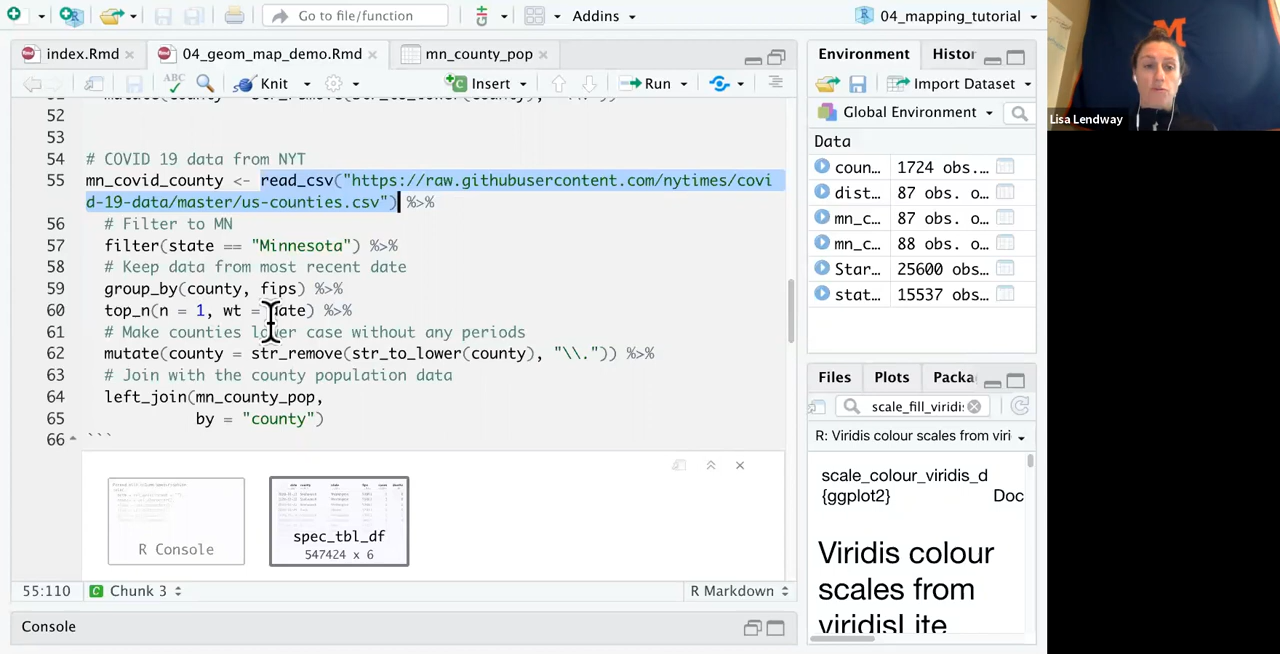 Go to file/function
Addins
04_mapping_tutorial
index.Rmd
04_geom_map_demo.Rmd
mn_county_pop
Environment
Histor
ABC
Knit
Insert
Run
Import Dataset
Global Environment
Data
coun... 1724 obs....
dist... 87 obs. o...
mn_c... 87 obs. o...
mn_c... 88 obs. o...
Star... 25600 obs...
stat... 15537 obs...
52
53
54 # COVID 19 data from NYT
55 mn_covid_county <- read_csv("https://raw.githubusercontent.com/nytimes/covi
d-19-data/master/us-counties.csv") %>%
56 # Filter to MN
57 filter(state == "Minnesota") %>%
58 # Keep data from most recent date
59 group_by(county, fips) %>%
60 top_n(n = 1, wt = date) %>%
61 # Make counties lower case without any periods
62 mutate(county = str_remove(str_to_lower(county), "\\.")) %>%
63 # Join with the county population data
64 left_join(mn_county_pop,
65 by = "county")
66 ```
R Console
spec_tbl_df
547424 x 6
55:110
Chunk 3
R Markdown
Console
Files
Plots
Packa
scale_fill_viridis
R: Viridis colour scales from viri
scale_colour_viridis_d
{ggplot2}
Doc
Viridis colour
scales from
viridisLite
Lisa Lendway
M